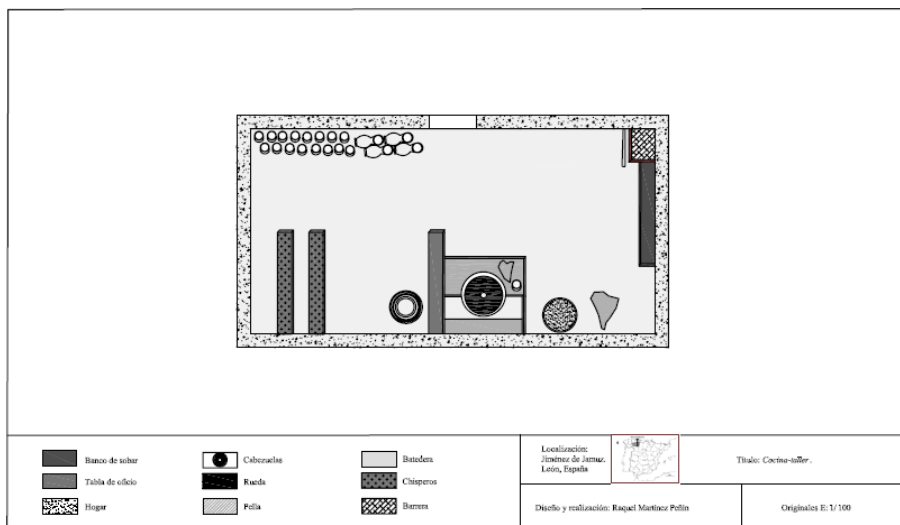 Banco de sobar
Tabla de oficio
Hogar
Cabezuelas
Rueda
Pella
Batedera
Chisperos
Barrera
Localización:
Jiménez de Jamuz.
León, España
Título: Cocina-taller.
Diseño y realización: Raquel Martínez Peñín
Originales E: 1/ 100